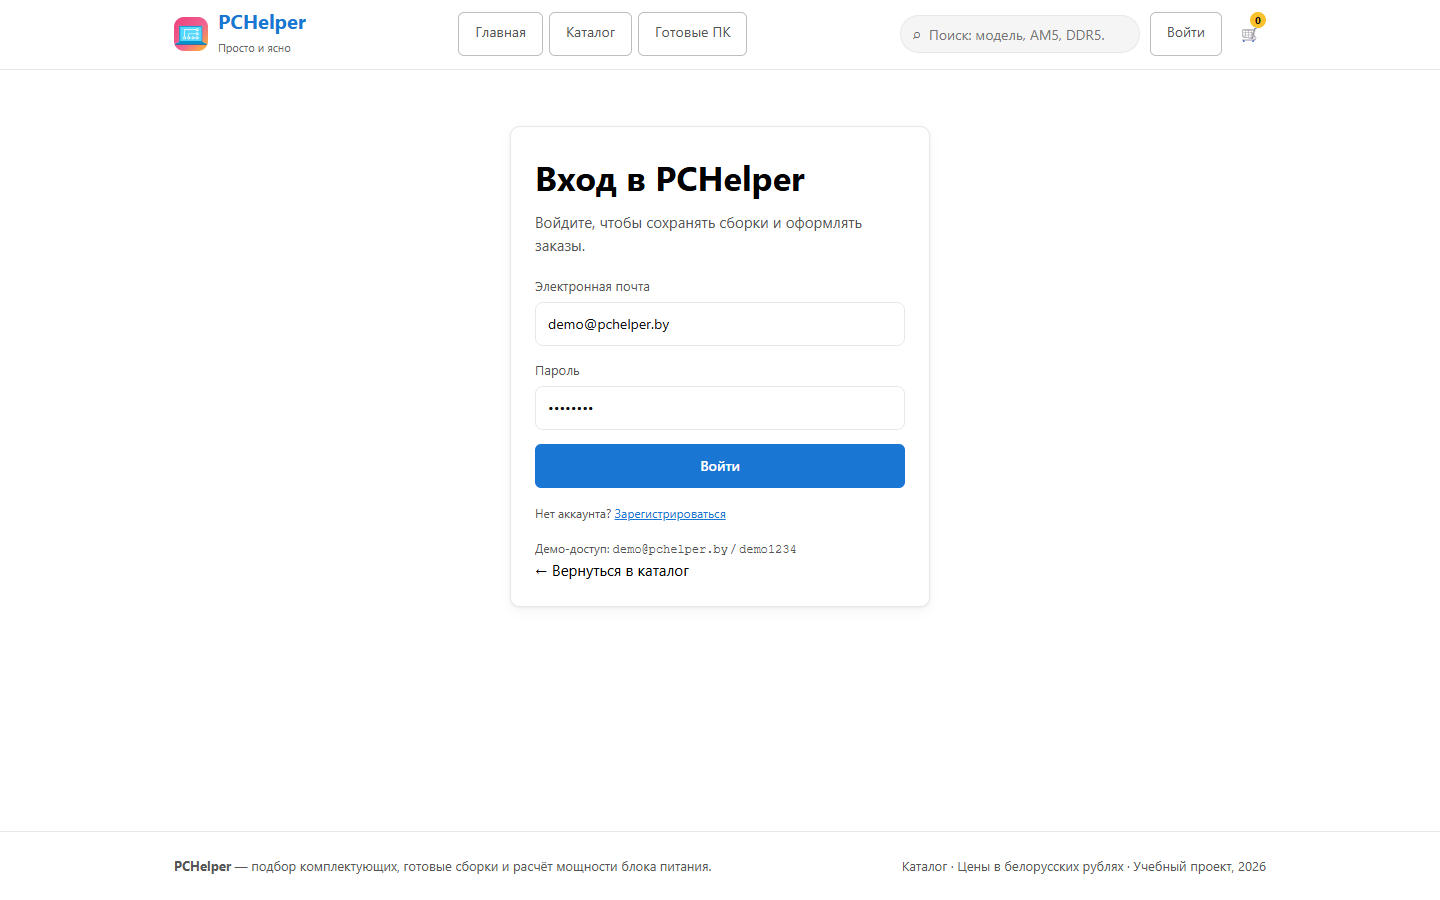 PCHelper
Просто и ясно
Главная
Каталог
Готовые ПК
Поиск: модель, AM5, DDR5.
Войти
0
Вход в PCHelper
Войдите, чтобы сохранять сборки и оформлять
заказы.
Электронная почта
demo@pchelper.by
Пароль
••••••••
Войти
Нет аккаунта? Зарегистрироваться
Демо-доступ: demo@pchelper.by / demo1234
← Вернуться в каталог
PCHelper — подбор комплектующих, готовые сборки и расчёт мощности блока питания.
Каталог · Цены в белорусских рублях · Учебный проект, 2026